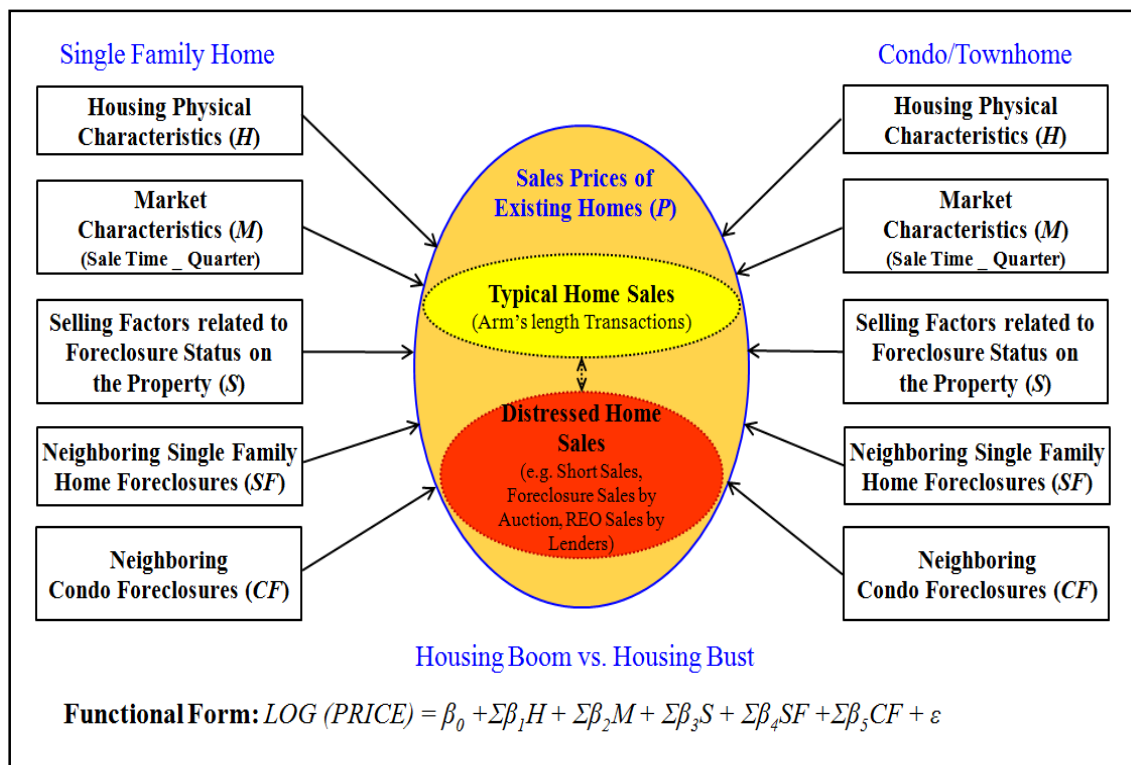 Single Family Home
Housing Physical
Characteristics (H)
Market
Characteristics (M)
(Sale Time _ Quarter)
Selling Factors related to
Foreclosure Status on
the Property (S)
Neighboring Single Family
Home Foreclosures (SF)
Neighboring
Condo Foreclosures (CF)
Sales Prices of
Existing Homes (P)
Typical Home Sales
(Arm's length Transactions)
Distressed Home
Sales
(e.g. Short Sales,
Foreclosure Sales by
Auction, REO Sales by
Lenders)
Condo/Townhome
Housing Physical
Characteristics (H)
Market
Characteristics (M)
(Sale Time _ Quarter)
Selling Factors related to
Foreclosure Status on
the Property (S)
Neighboring Single Family
Home Foreclosures (SF)
Neighboring
Condo Foreclosures (CF)
Housing Boom vs. Housing Bust
Functional Form: LOG (PRICE) = β₀ +Σβ₁H + Σβ₂M + Σβ₃S + Σβ₄SF +Σβ₅CF + ε